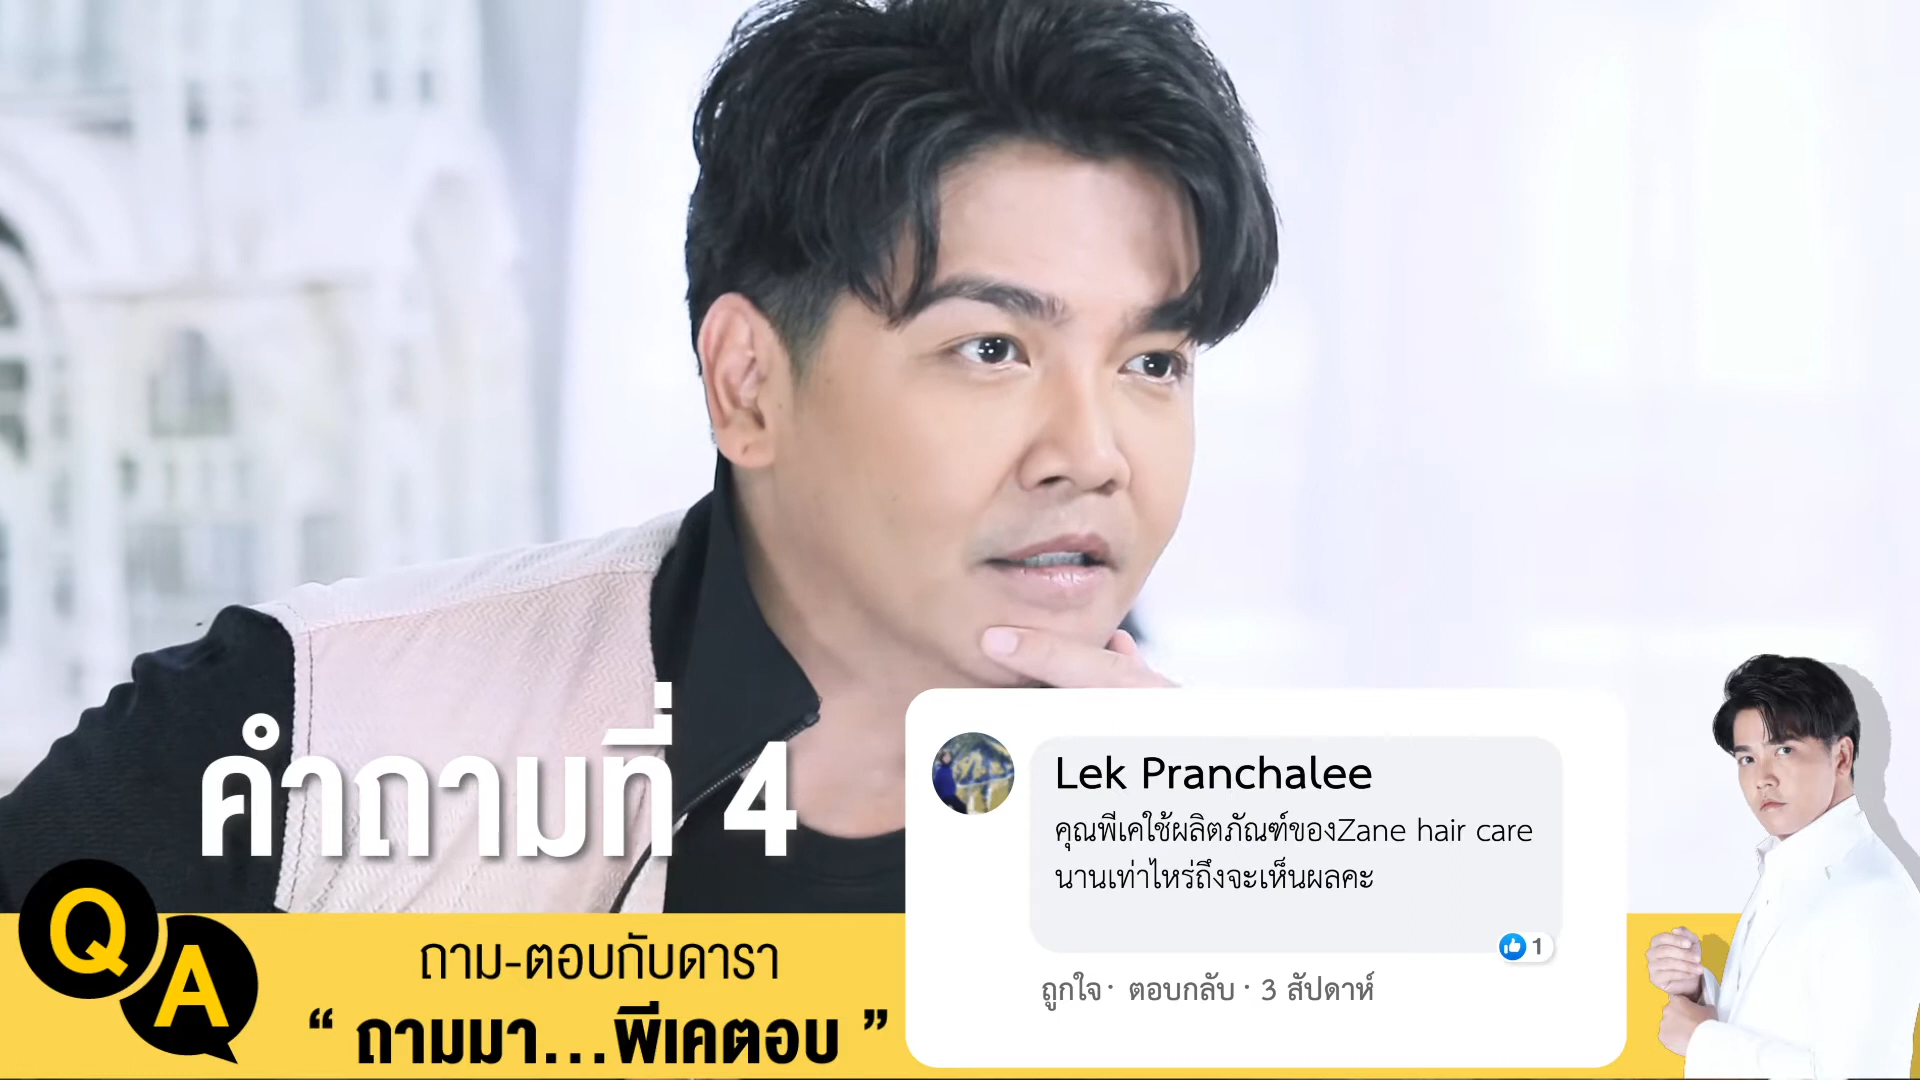 คำถามที่ 4
Lek Pranchalee
คุณพีเคใช้ผลิตภัณฑ์ของZane hair care
นานเท่าไหร่ถึงจะเห็นผลคะ
1
ถูกใจ · ตอบกลับ · 3 สัปดาห์
Q A
ถาม-ตอบกับดารา
“ ถามมา...พีเคตอบ ”